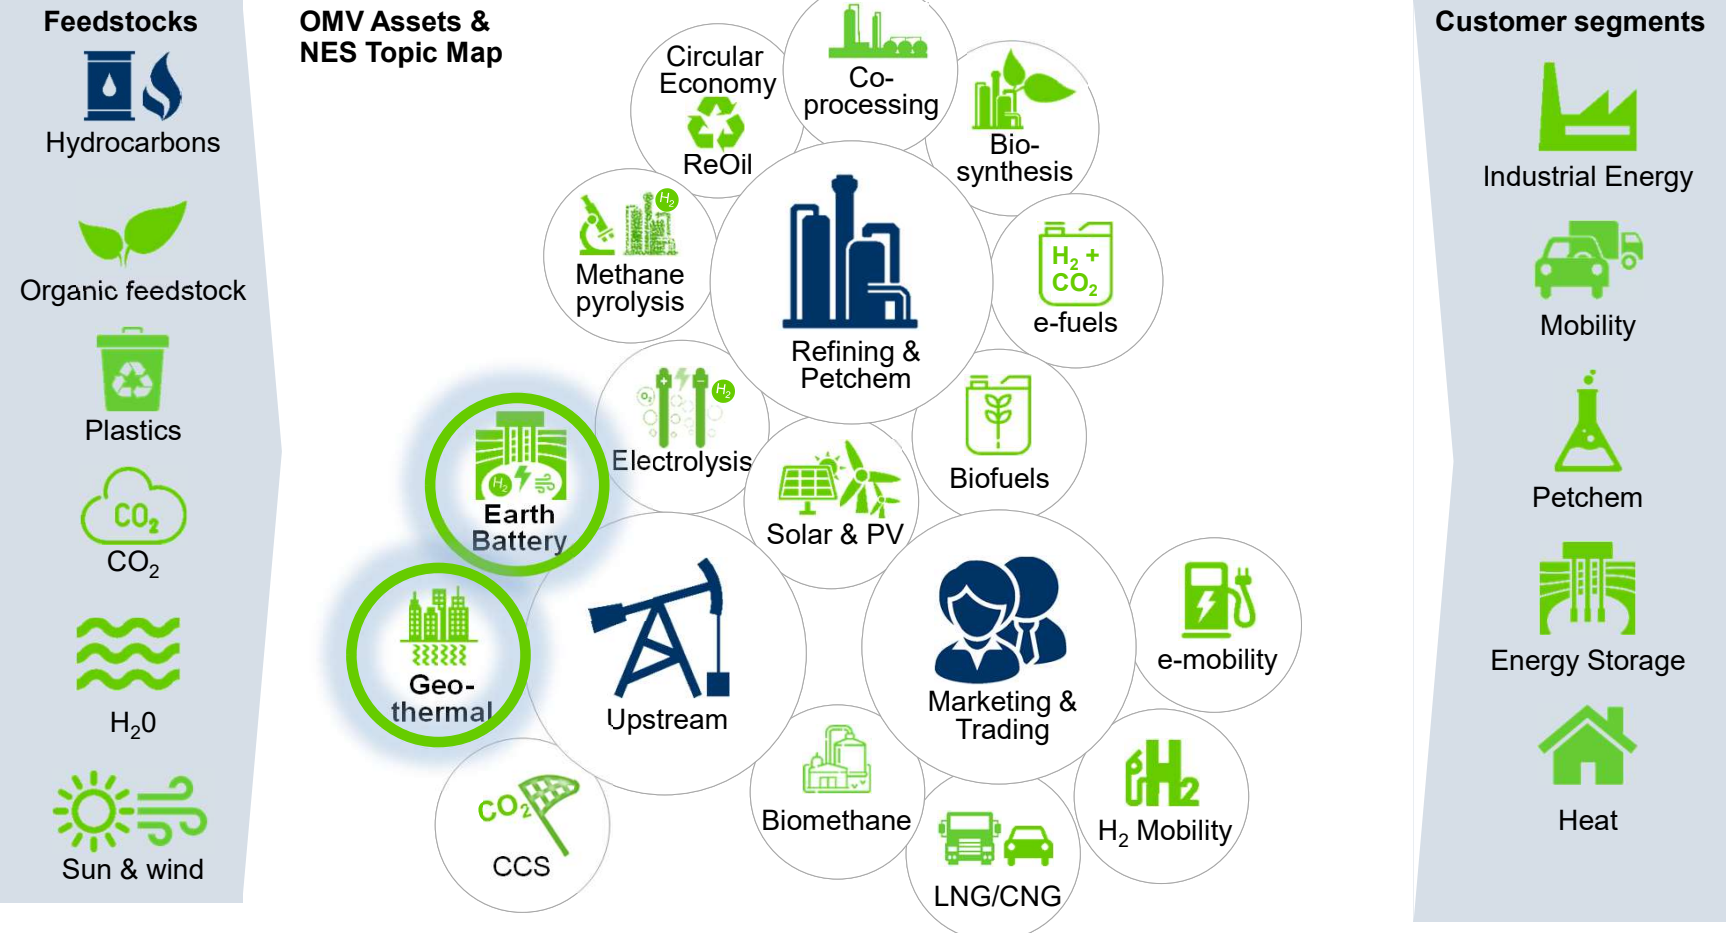 Feedstocks
Hydrocarbons
Organic feedstock
Plastics
CO₂
CO₂
H₂0
Sun & wind
OMV Assets &
NES Topic Map
Circular
Economy
ReOil
Co-
processing
Bio-
synthesis
H₂
Methane
pyrolysis
Refining &
Petchem
H₂ +
CO₂
e-fuels
+
-
O₂
H₂
Electrolysis
Biofuels
H₂
Earth
Battery
Solar & PV
Geo-
thermal
Upstream
Marketing &
Trading
e-mobility
CO₂
CCS
Biomethane
LNG/CNG
H₂
H₂ Mobility
Customer segments
Industrial Energy
Mobility
Petchem
Energy Storage
Heat